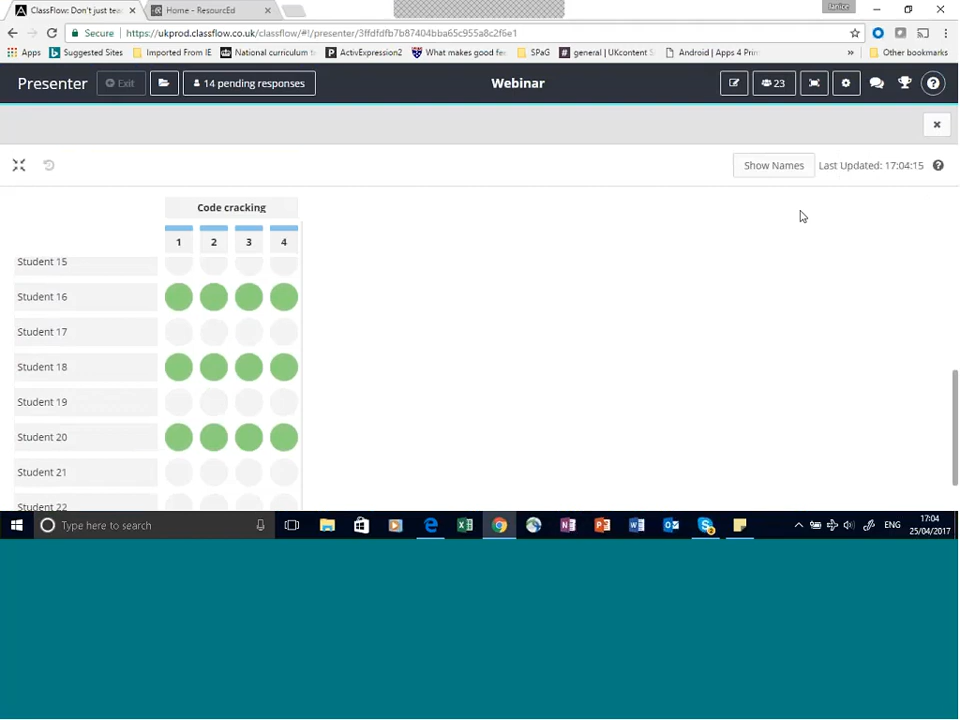 ClassFlow: Don't just tea
Home - ResourcEd
Janice
Secure https://ukprod.classflow.co.uk/classflow/#!/presenter/3ffdfdfb7b87404bba65c955a8c2f6e1
Apps Suggested Sites Imported From IE National curriculum ActivExpression2 What makes good fe SPaG general | UKcontent Android | Apps 4 Prim » Other bookmarks
Presenter Exit 14 pending responses Webinar 23
Show Names Last Updated: 17:04:15
Code cracking
1 2 3 4
Student 15
Student 16
Student 17
Student 18
Student 19
Student 20
Student 21
Student 22
Type here to search ENG 17:04
25/04/2017